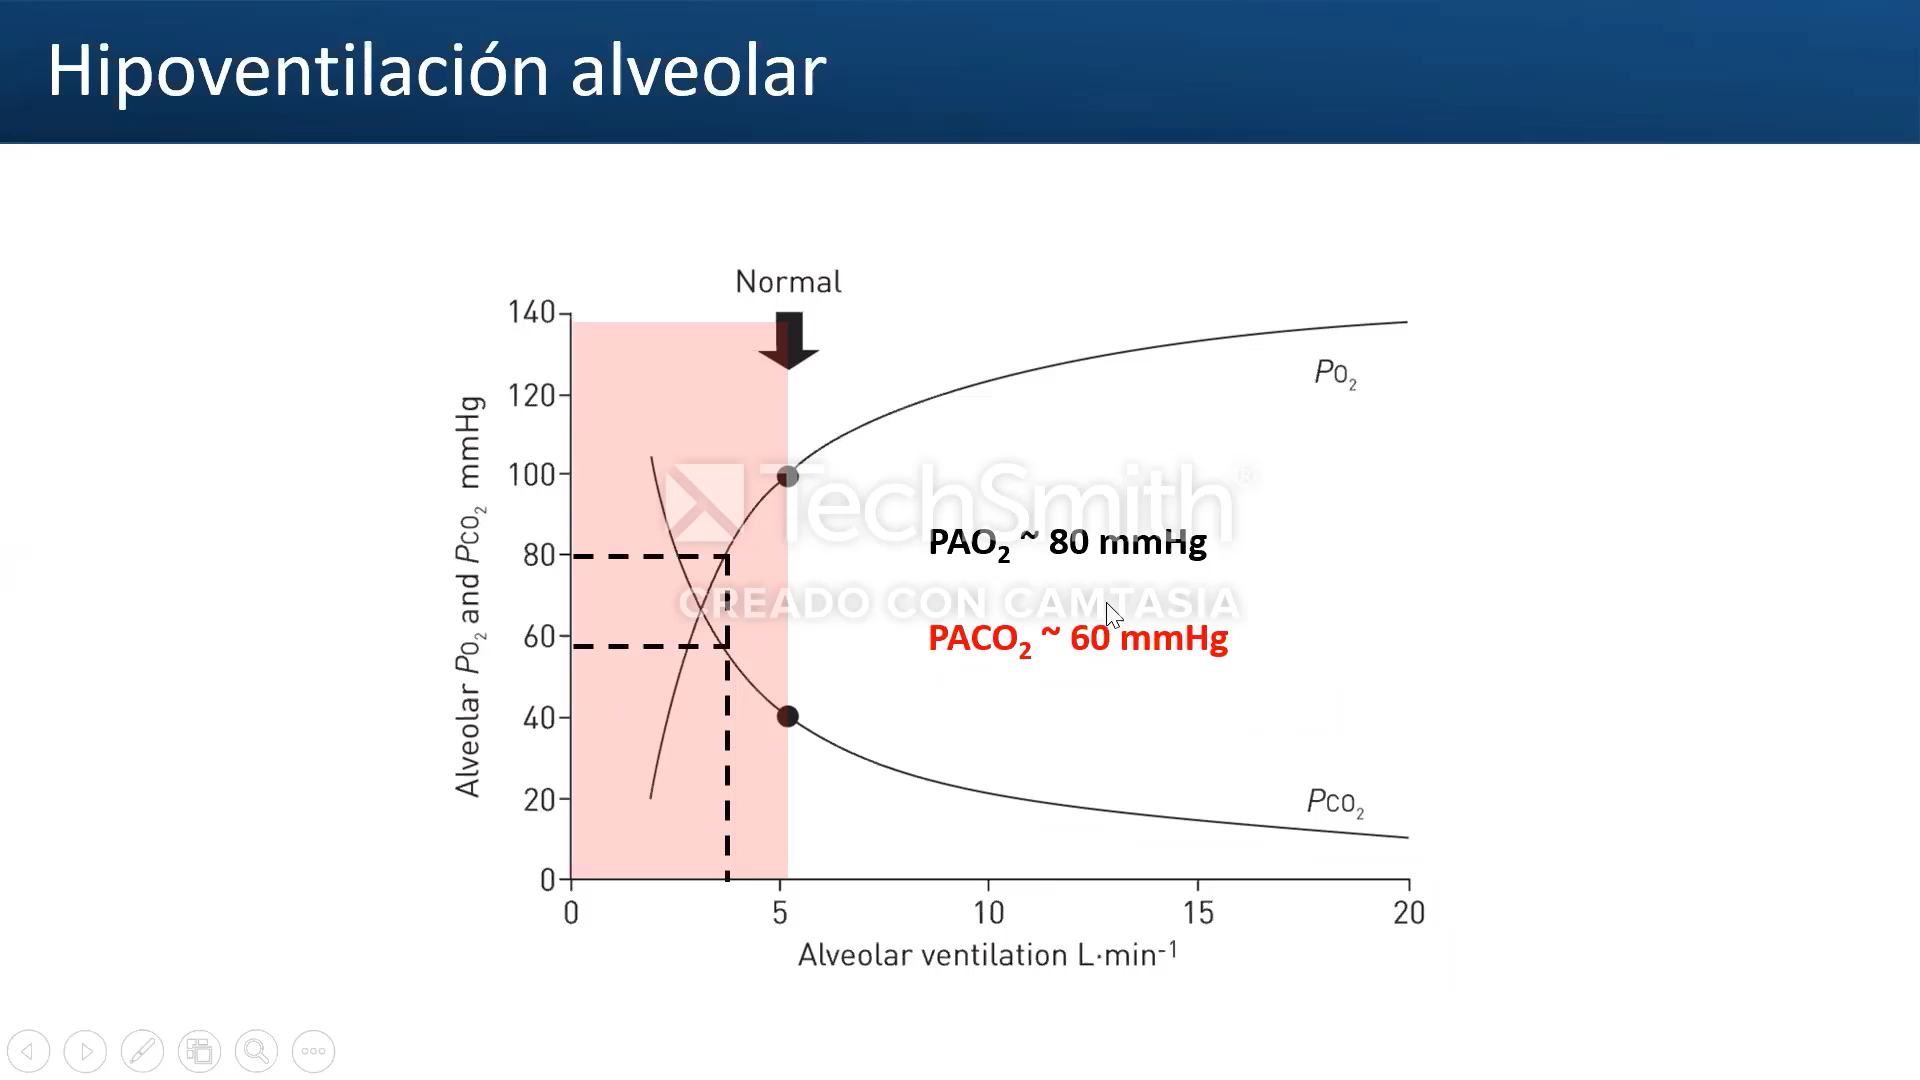 Hipoventilación alveolar
Normal
140
120
100
80
60
40
20
0
Alveolar PO₂ and PCO₂ mmHg
PO₂
TechSmith®
PAO₂ ~ 80 mmHg
CREADO CON CAMTASIA
PACO₂ ~ 60 mmHg
PCO₂
0 5 10 15 20
Alveolar ventilation L·min⁻¹